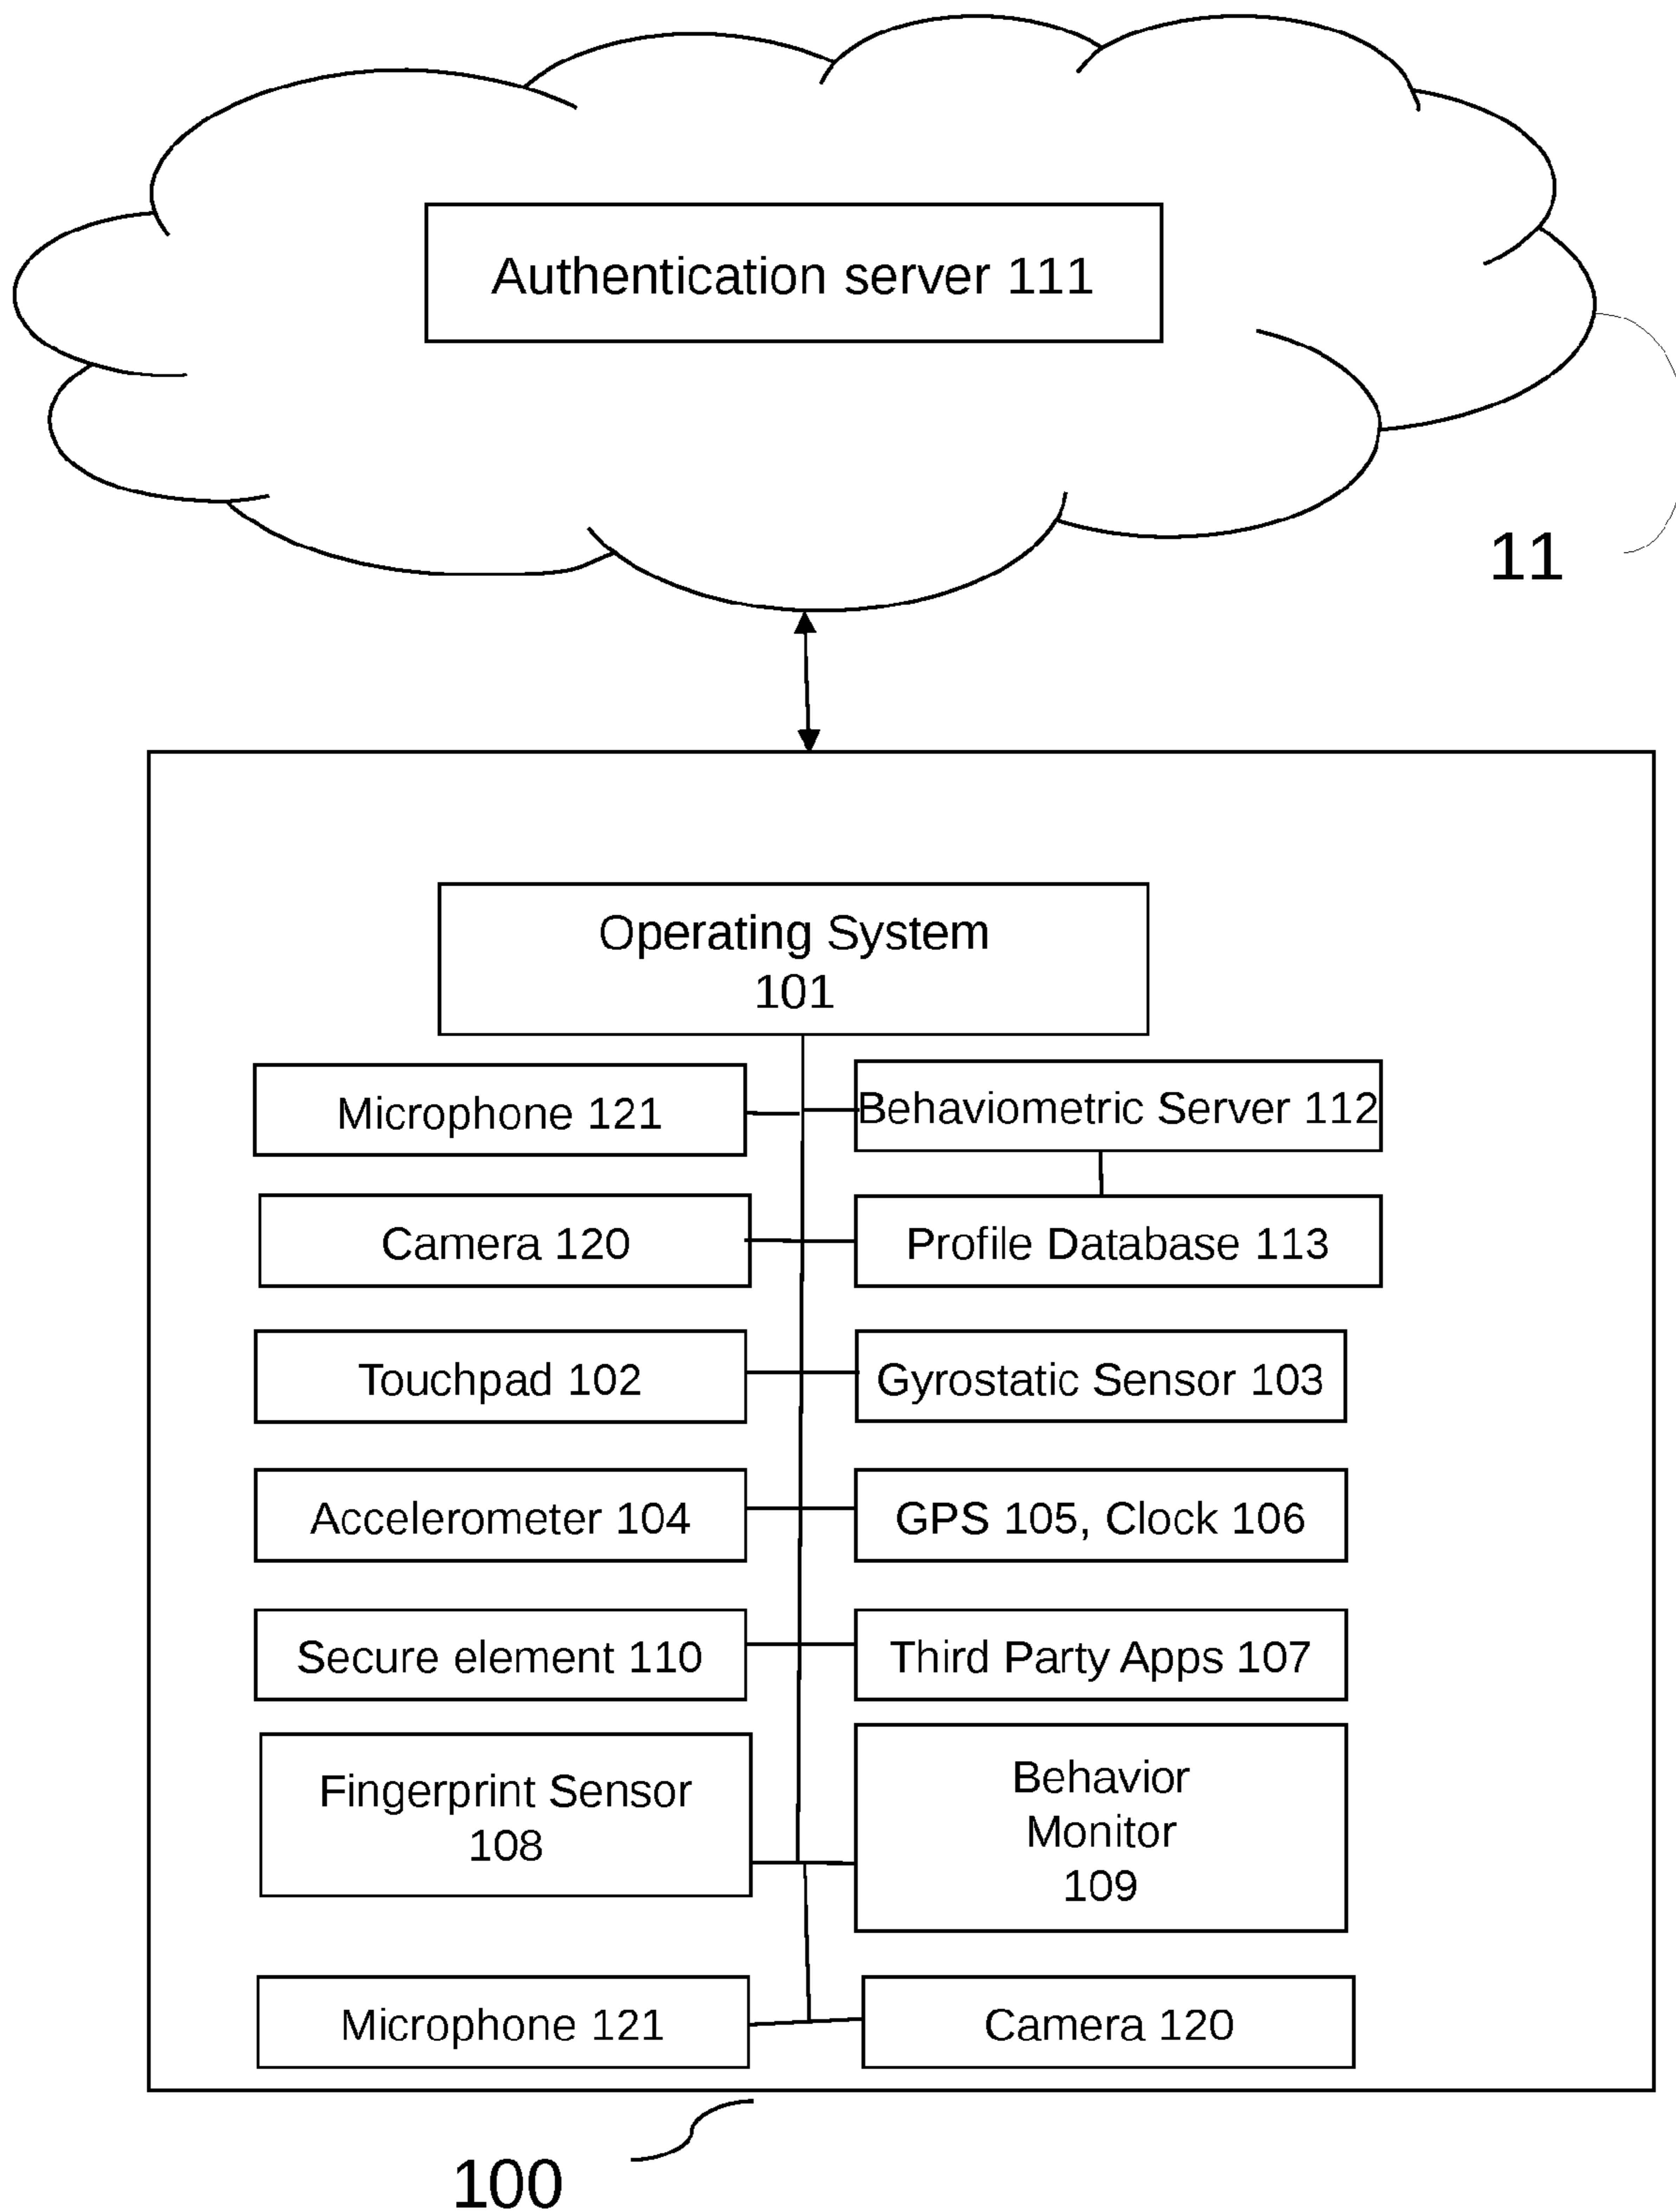 Authentication server 111
11
Operating System
101
Microphone 121
Behaviometric Server 112
Camera 120
Profile Database 113
Touchpad 102
Gyrostatic Sensor 103
Accelerometer 104
GPS 105, Clock 106
Secure element 110
Third Party Apps 107
Fingerprint Sensor
108
Behavior
Monitor
109
Microphone 121
Camera 120
100